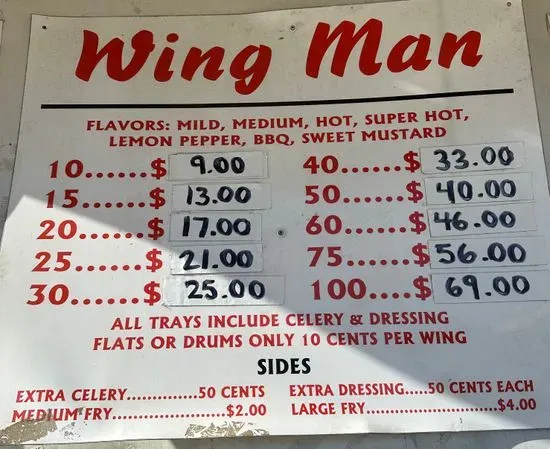 Wing Man
FLAVORS: MILD, MEDIUM, HOT, SUPER HOT,
LEMON PEPPER, BBQ, SWEET MUSTARD
10......$ 9.00
15......$ 13.00
20......$ 17.00
25......$ 21.00
30......$ 25.00
40......$ 33.00
50......$ 40.00
60......$ 46.00
75......$ 56.00
100....$ 69.00
ALL TRAYS INCLUDE CELERY & DRESSING
FLATS OR DRUMS ONLY 10 CENTS PER WING
SIDES
EXTRA CELERY...............50 CENTS
MEDIUM FRY........................$2.00
EXTRA DRESSING.....50 CENTS EACH
LARGE FRY............................$4.00